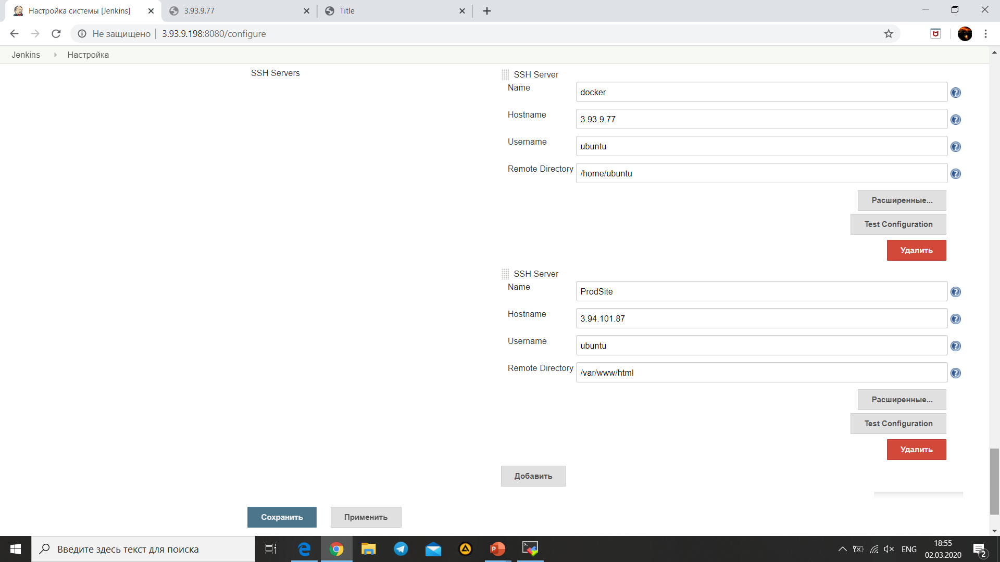 Настройка системы [Jenkins]
3.93.9.77
Title
Не защищено
3.93.9.198:8080/configure
Jenkins
Настройка
SSH Servers
SSH Server
Name
docker
Hostname
3.93.9.77
Username
ubuntu
Remote Directory
/home/ubuntu
Расширенные...
Test Configuration
Удалить
SSH Server
Name
ProdSite
Hostname
3.94.101.87
Username
ubuntu
Remote Directory
/var/www/html
Расширенные...
Test Configuration
Удалить
Добавить
Сохранить
Применить
Введите здесь текст для поиска
ENG
18:55
02.03.2020
2